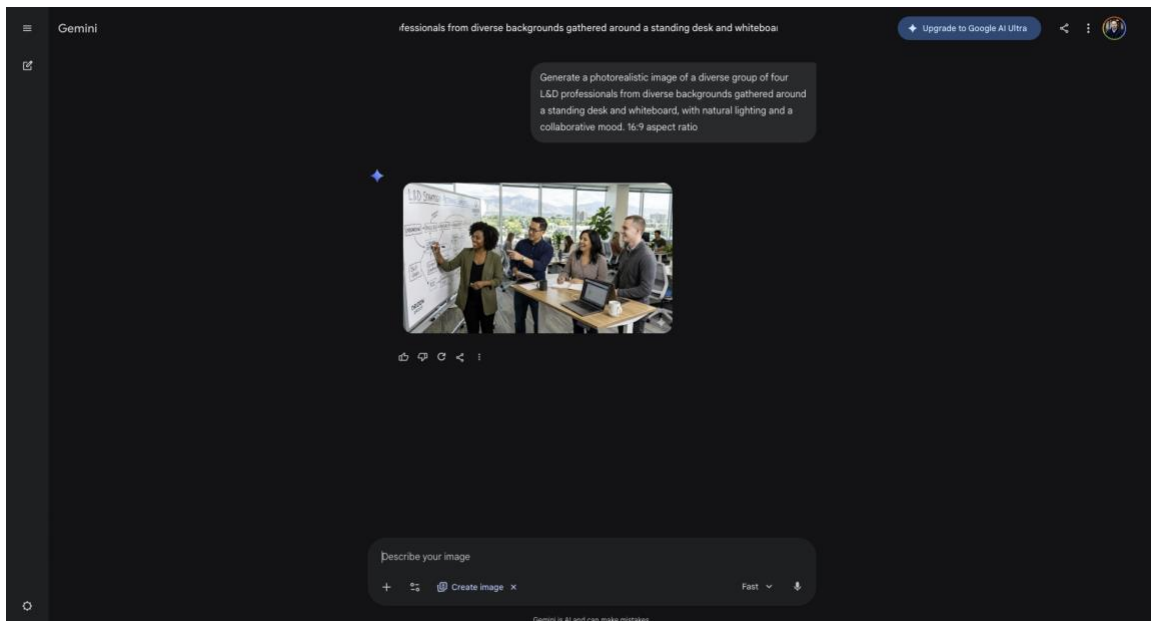 Gemini
ofessionals from diverse backgrounds gathered around a standing desk and whiteboa
Upgrade to Google AI Ultra
Generate a photorealistic image of a diverse group of four
L&D professionals from diverse backgrounds gathered around
a standing desk and whiteboard, with natural lighting and a
collaborative mood. 16:9 aspect ratio
L&D
Describe your image
Create image
Fast
Gemini is AI and can make mistakes